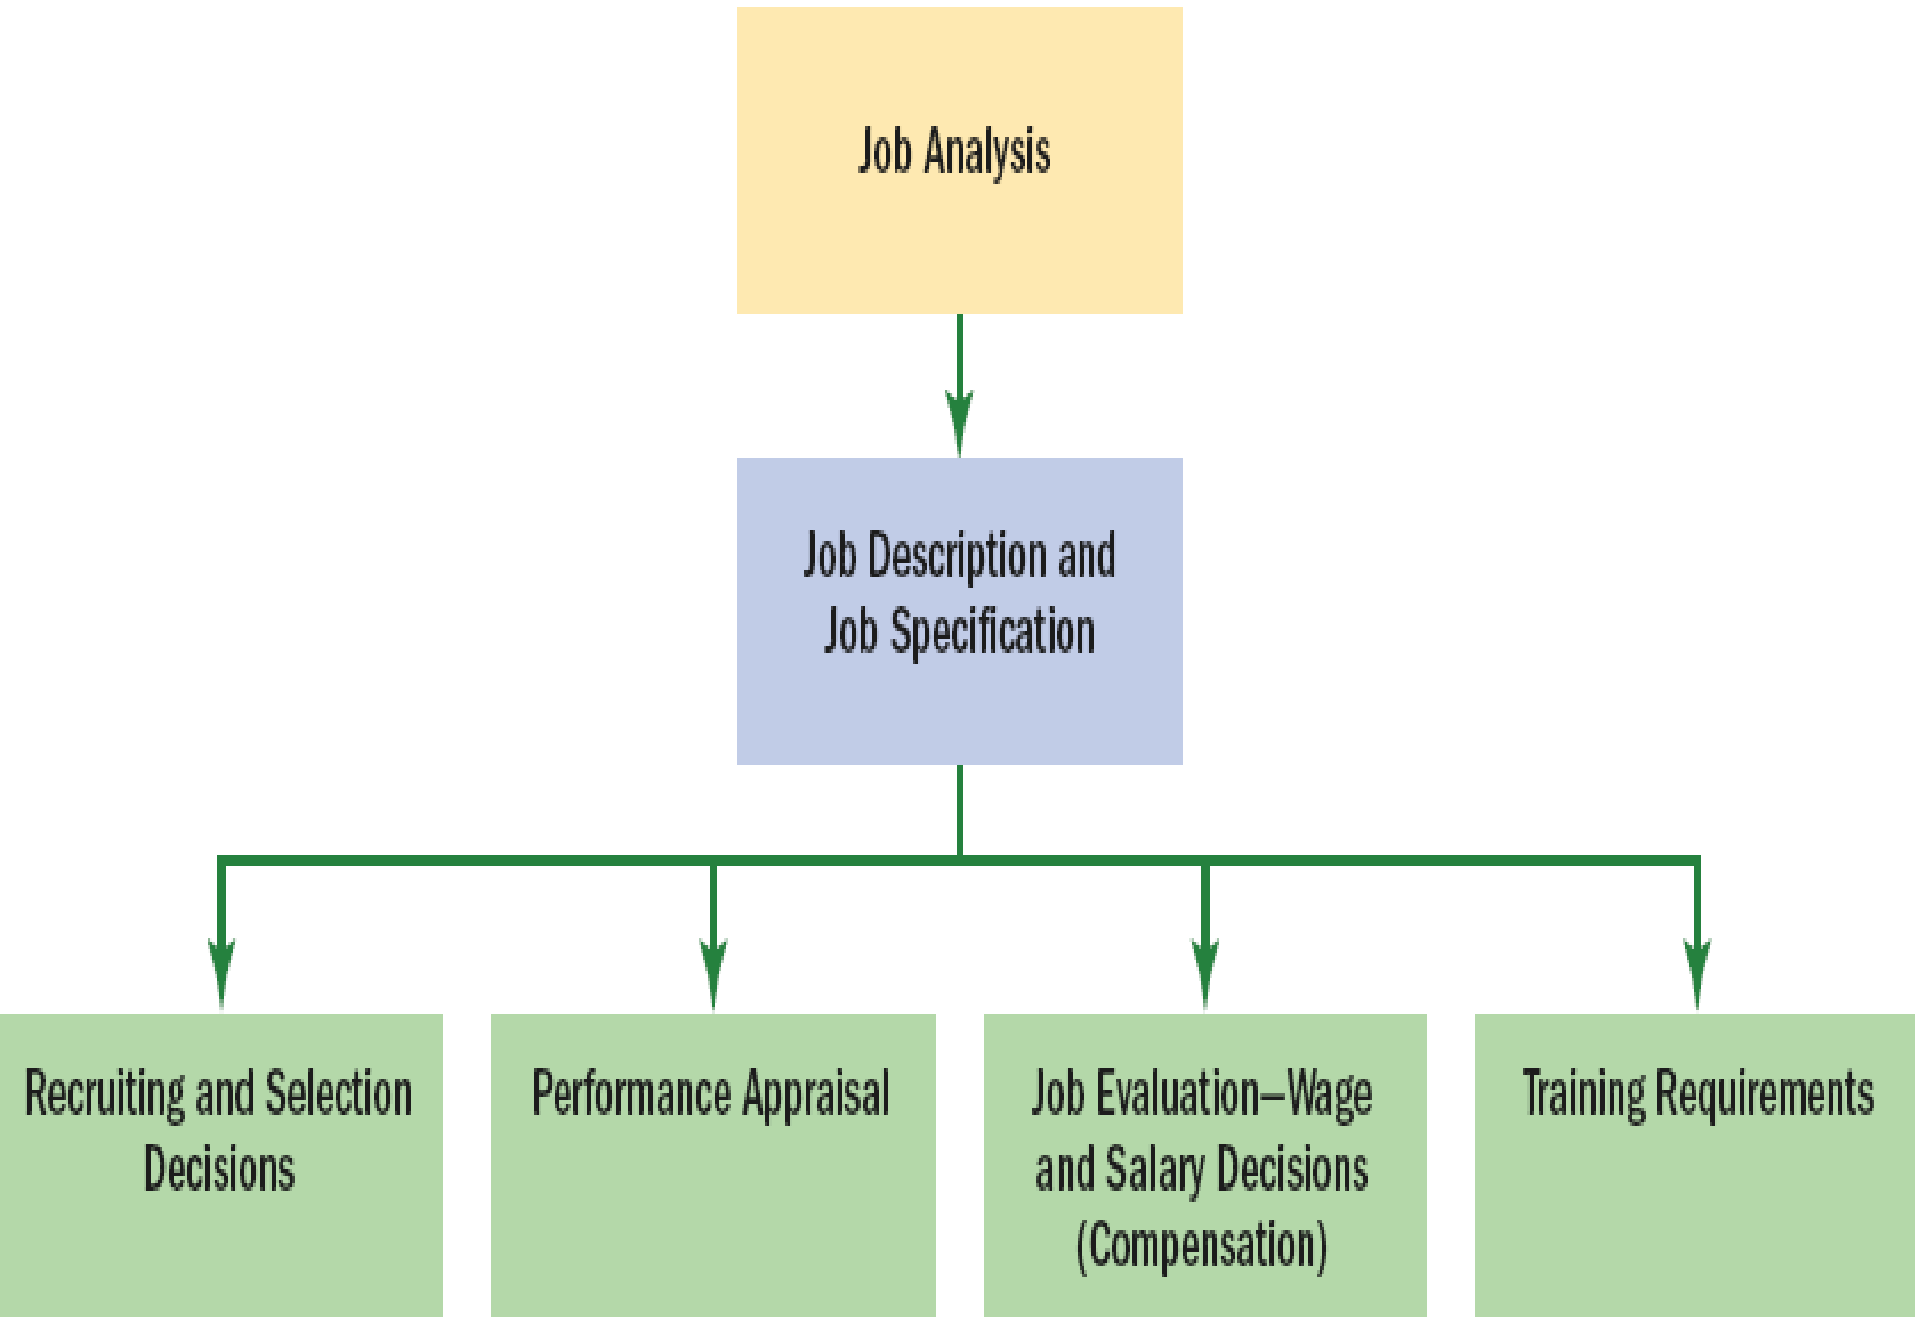 Job Analysis
Job Description and
Job Specification
Recruiting and Selection
Decisions
Performance Appraisal
Job Evaluation—Wage
and Salary Decisions
(Compensation)
Training Requirements